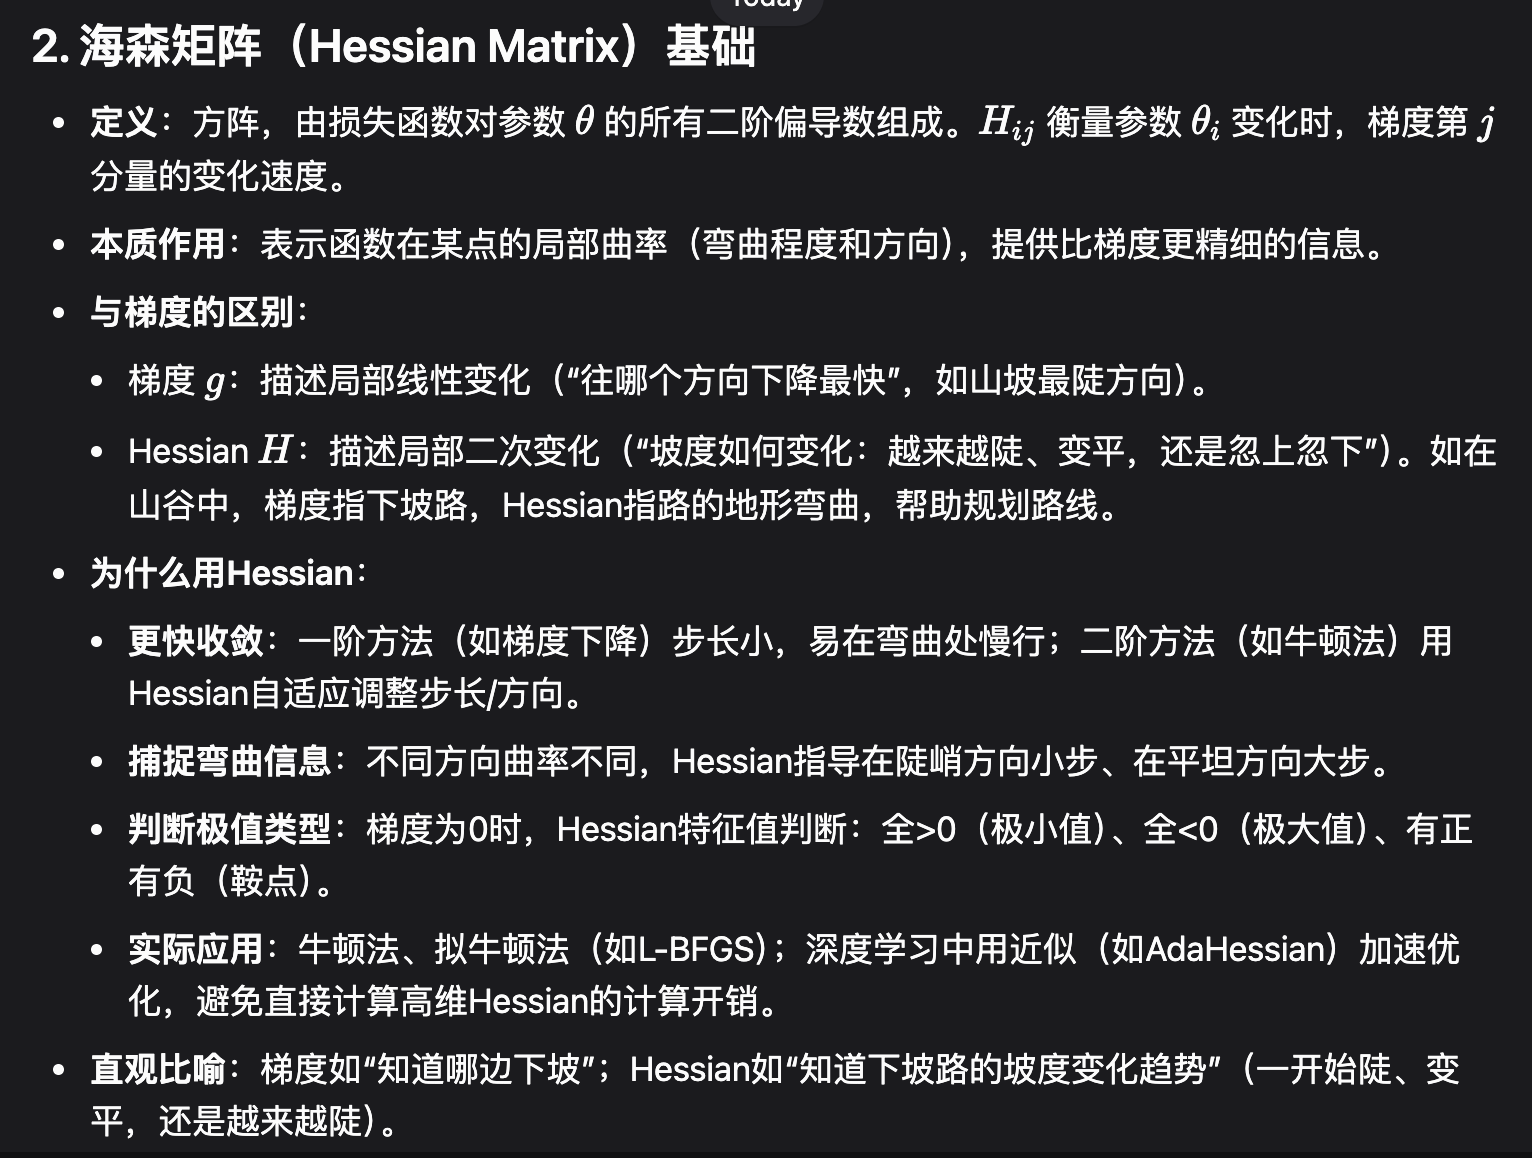 Today
2. 海森矩阵（Hessian Matrix）基础
• 定义：方阵，由损失函数对参数 θ 的所有二阶偏导数组成。H_{ij} 衡量参数 θ_i 变化时，梯度第 j
分量的变化速度。
• 本质作用：表示函数在某点的局部曲率（弯曲程度和方向），提供比梯度更精细的信息。
• 与梯度的区别：
• 梯度 g：描述局部线性变化（“往哪个方向下降最快”，如山坡最陡方向）。
• Hessian H：描述局部二次变化（“坡度如何变化：越来越陡、变平，还是忽上忽下”）。如在
山谷中，梯度指下坡路，Hessian指路的地形弯曲，帮助规划路线。
• 为什么用Hessian：
• 更快收敛：一阶方法（如梯度下降）步长小，易在弯曲处慢行；二阶方法（如牛顿法）用
Hessian自适应调整步长/方向。
• 捕捉弯曲信息：不同方向曲率不同，Hessian指导在陡峭方向小步、在平坦方向大步。
• 判断极值类型：梯度为0时，Hessian特征值判断：全>0（极小值）、全<0（极大值）、有正
有负（鞍点）。
• 实际应用：牛顿法、拟牛顿法（如L-BFGS）；深度学习中用近似（如AdaHessian）加速优
化，避免直接计算高维Hessian的计算开销。
• 直观比喻：梯度如“知道哪边下坡”；Hessian如“知道下坡路的坡度变化趋势”（一开始陡、变
平，还是越来越陡）。